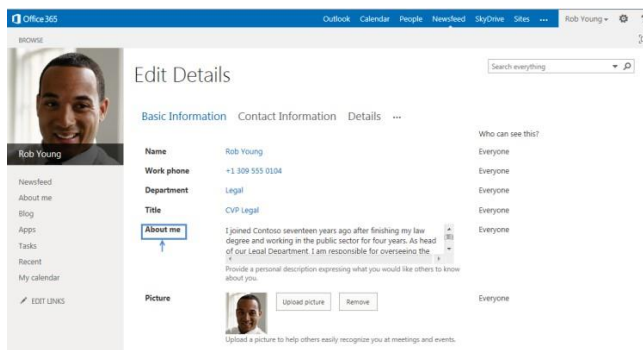 Office 365
Outlook Calendar People Newsfeed SkyDrive Sites ... Rob Young
BROWSE
Edit Details
Search everything
Basic Information Contact Information Details ...
Who can see this?
Rob Young
Name Rob Young Everyone
Work phone +1 309 555 0104 Everyone
Newsfeed
Department Legal Everyone
About me
Title CVP Legal Everyone
Blog
About me I joined Contoso seventeen years ago after finishing my law Everyone
Apps
degree and working in the public sector for four years. As head
Tasks
of our Legal Department I am responsible for overseeing the
Recent
Provide a personal description expressing what you would like others to know
My calendar
about you.
EDIT LINKS
Picture Upload picture Remove Everyone
Upload a picture to help others easily recognize you at meetings and events.